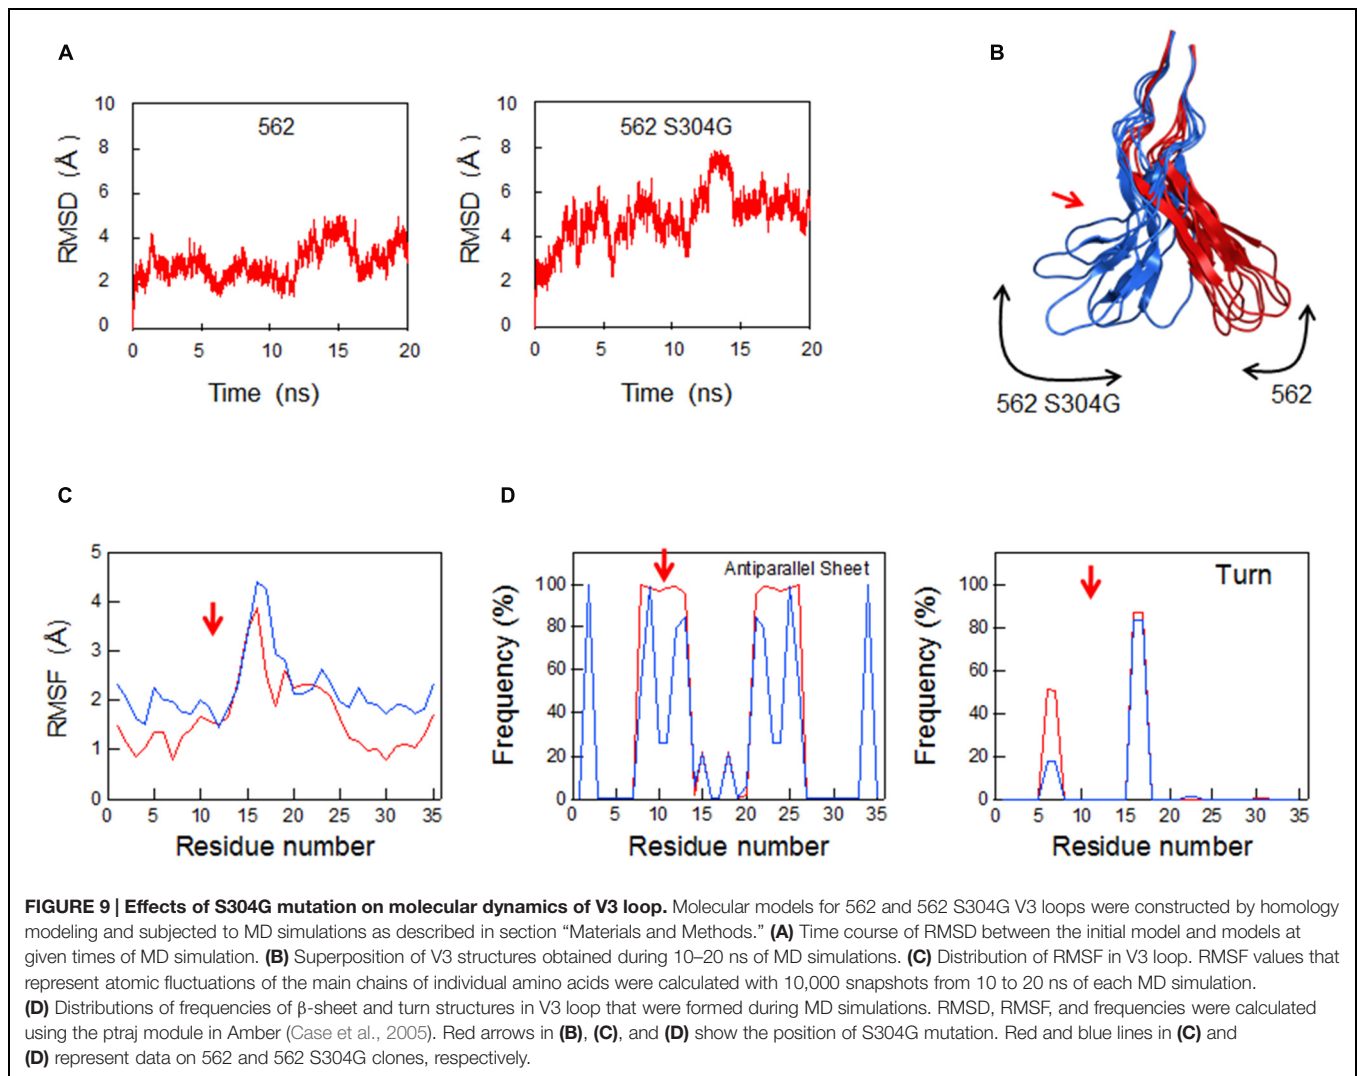 A
B
562
562 S304G
RMSD (Å)
10
8
6
4
2
0
0 5 10 15 20
Time (ns)
RMSD (Å)
10
8
6
4
2
0
0 5 10 15 20
Time (ns)
562 S304G
562
C
D
RMSF (Å)
5
4
3
2
1
0
0 5 10 15 20 25 30 35
Residue number
Antiparallel Sheet
Frequency (%)
100
80
60
40
20
0
0 5 10 15 20 25 30 35
Residue number
Turn
Frequency (%)
100
80
60
40
20
0
0 5 10 15 20 25 30 35
Residue number
FIGURE 9 | Effects of S304G mutation on molecular dynamics of V3 loop. Molecular models for 562 and 562 S304G V3 loops were constructed by homology
modeling and subjected to MD simulations as described in section “Materials and Methods.” (A) Time course of RMSD between the initial model and models at
given times of MD simulation. (B) Superposition of V3 structures obtained during 10–20 ns of MD simulations. (C) Distribution of RMSF in V3 loop. RMSF values that
represent atomic fluctuations of the main chains of individual amino acids were calculated with 10,000 snapshots from 10 to 20 ns of each MD simulation.
(D) Distributions of frequencies of β-sheet and turn structures in V3 loop that were formed during MD simulations. RMSD, RMSF, and frequencies were calculated
using the ptraj module in Amber (Case et al., 2005). Red arrows in (B), (C), and (D) show the position of S304G mutation. Red and blue lines in (C) and
(D) represent data on 562 and 562 S304G clones, respectively.